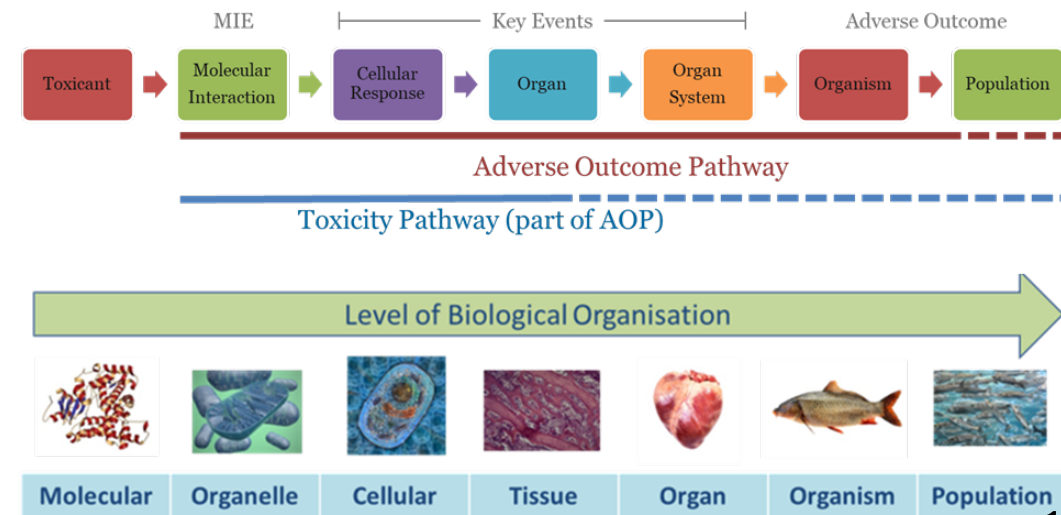 MIE
Key Events
Adverse Outcome
Toxicant
Molecular
Interaction
Cellular
Response
Organ
Organ
System
Organism
Population
Adverse Outcome Pathway
Toxicity Pathway (part of AOP)
Level of Biological Organisation
Molecular
Organelle
Cellular
Tissue
Organ
Organism
Population